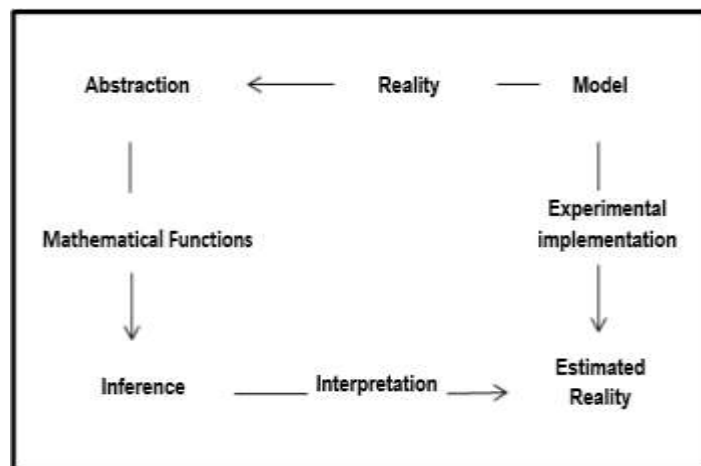 Abstraction Reality Model
Mathematical Functions
Experimental
implementation
Inference
Interpretation
Estimated
Reality